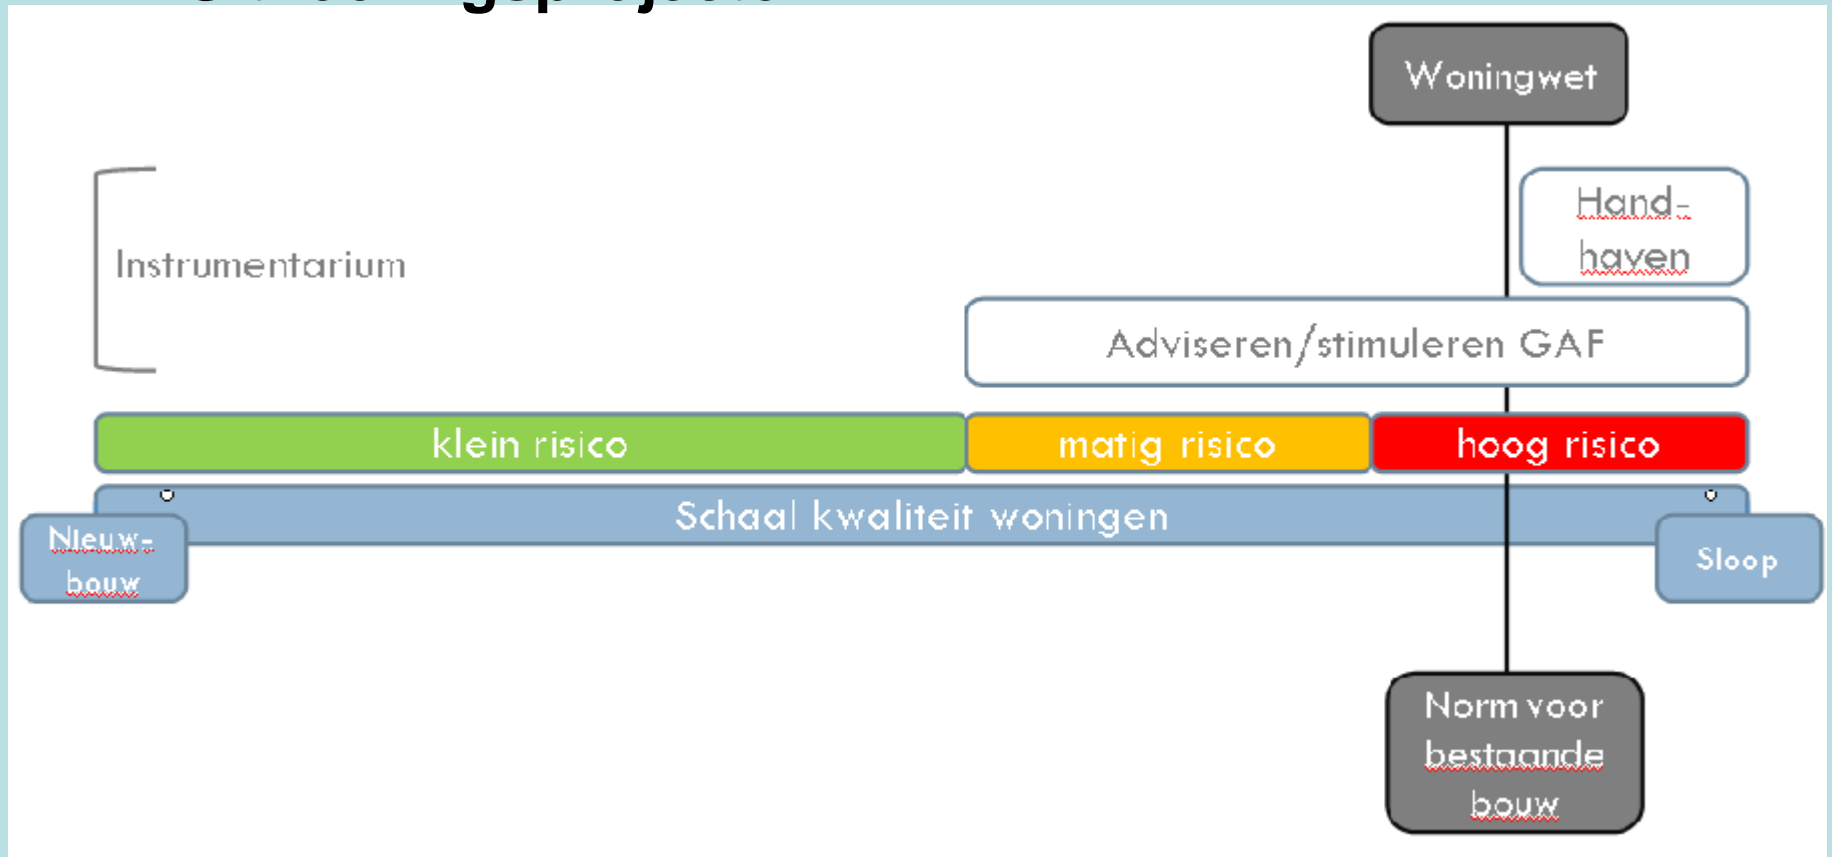 Woningwet
Hand-
haven
Instrumentarium
Adviseren/stimuleren GAF
klein risico
matig risico
hoog risico
Schaal kwaliteit woningen
Nieuw-
bouw
Sloop
Norm voor
bestaande
bouw